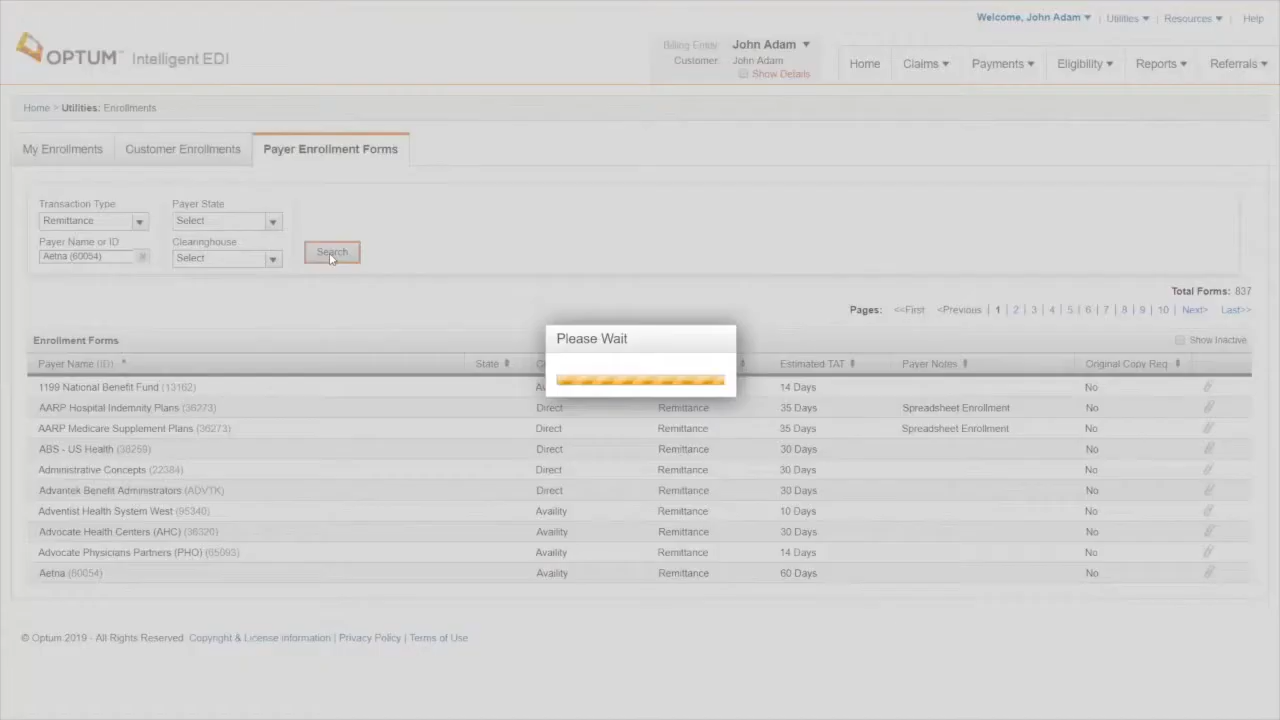 Welcome, John Adam | Utilities | Resources | Help
OPTUM™ Intelligent EDI
Billing Entity John Adam
Customer John Adam
Show Details
Home Claims Payments Eligibility Reports Referrals
Home > Utilities: Enrollments
My Enrollments Customer Enrollments Payer Enrollment Forms
Transaction Type Payer State
Remittance Select
Payer Name or ID Clearinghouse
Aetna (60054) Select Search
Total Forms: 837
Pages: <<First <Previous | 1 | 2 | 3 | 4 | 5 | 6 | 7 | 8 | 9 | 10 | Next> Last>>
Please Wait
Enrollment Forms Show Inactive
Payer Name (ID) State Estimated TAT Payer Notes Original Copy Req
1199 National Benefit Fund (13162) 14 Days No
AARP Hospital Indemnity Plans (36273) Direct Remittance 35 Days Spreadsheet Enrollment No
AARP Medicare Supplement Plans (36273) Direct Remittance 35 Days Spreadsheet Enrollment No
ABS - US Health (38259) Direct Remittance 30 Days No
Administrative Concepts (22384) Direct Remittance 30 Days No
Advantek Benefit Administrators (ADVTK) Direct Remittance 30 Days No
Adventist Health System West (95340) Availity Remittance 10 Days No
Advocate Health Centers (AHC) (36320) Availity Remittance 30 Days No
Advocate Physicians Partners (PHO) (65093) Availity Remittance 14 Days No
Aetna (60054) Availity Remittance 60 Days No
© Optum 2019 - All Rights Reserved. Copyright & License information | Privacy Policy | Terms of Use